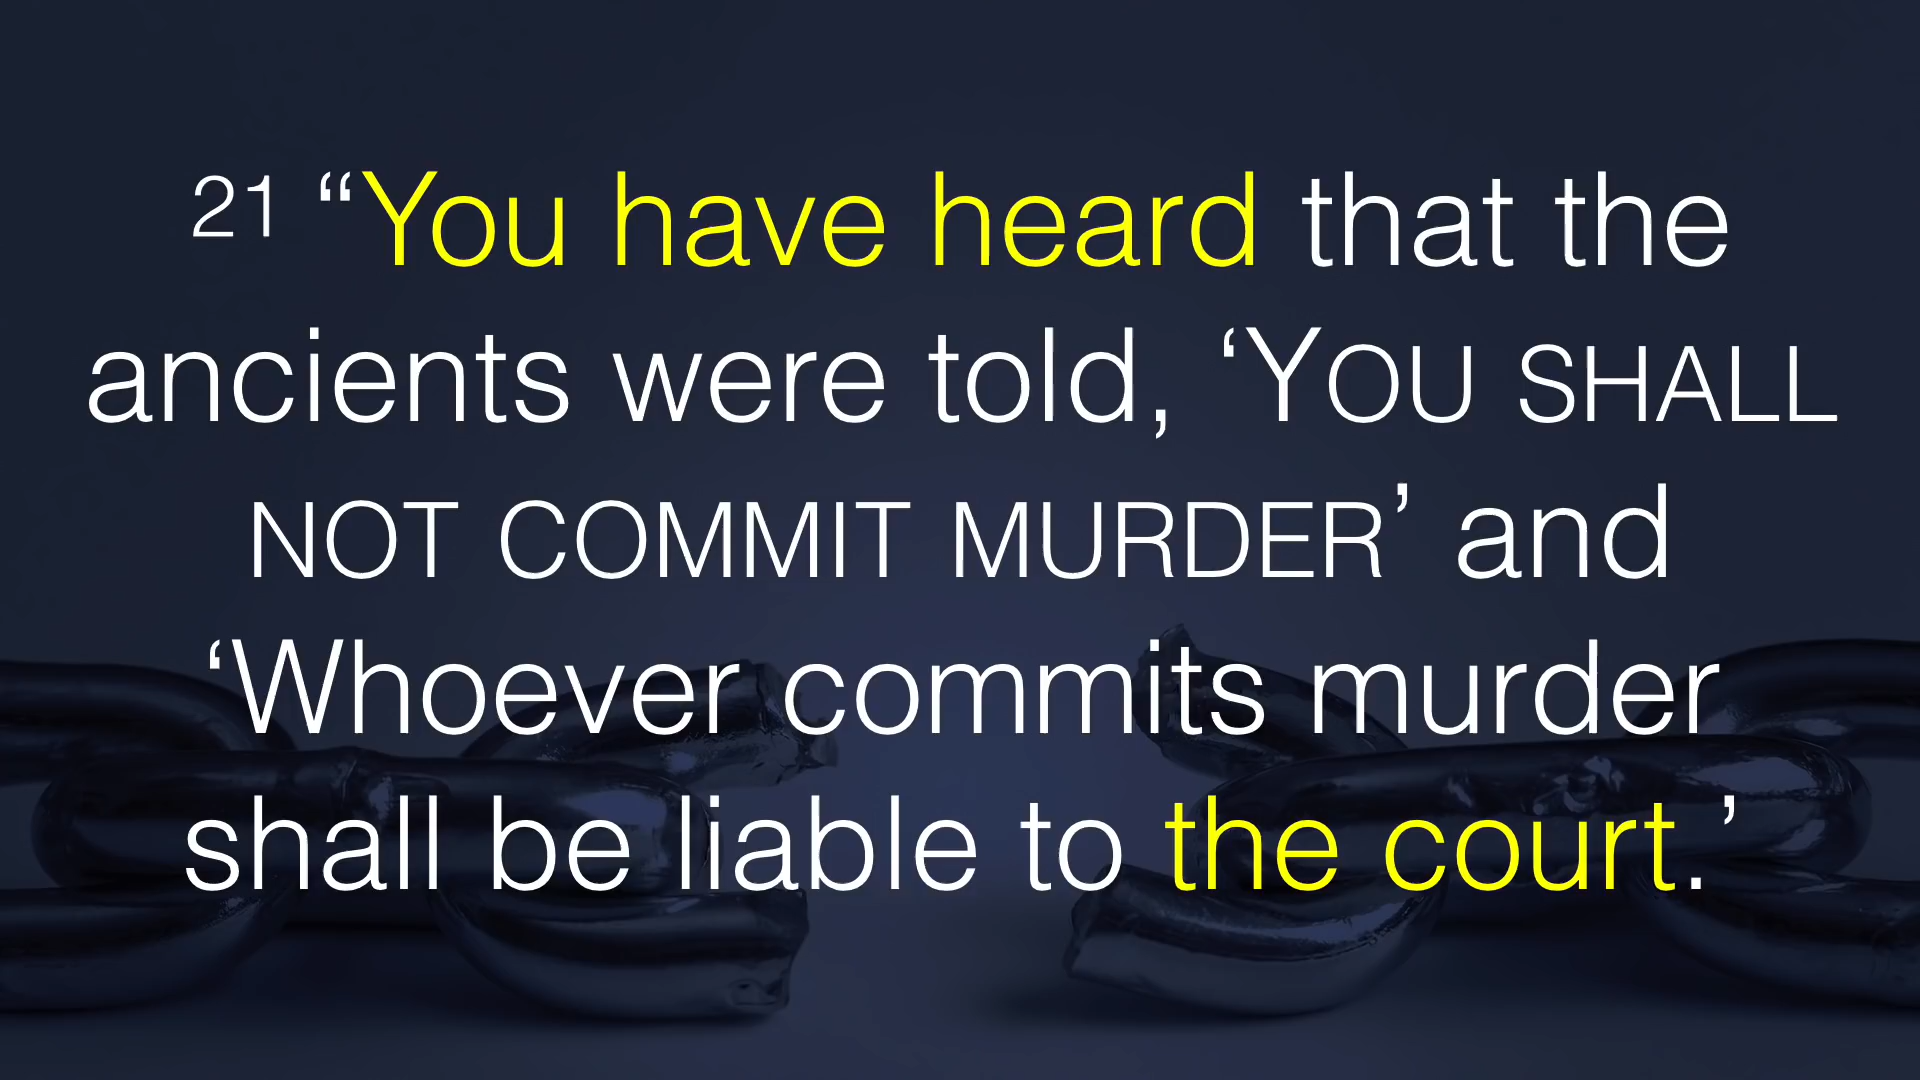 21 “You have heard that the
ancients were told, ‘YOU SHALL
NOT COMMIT MURDER’ and
‘Whoever commits murder
shall be liable to the court.’